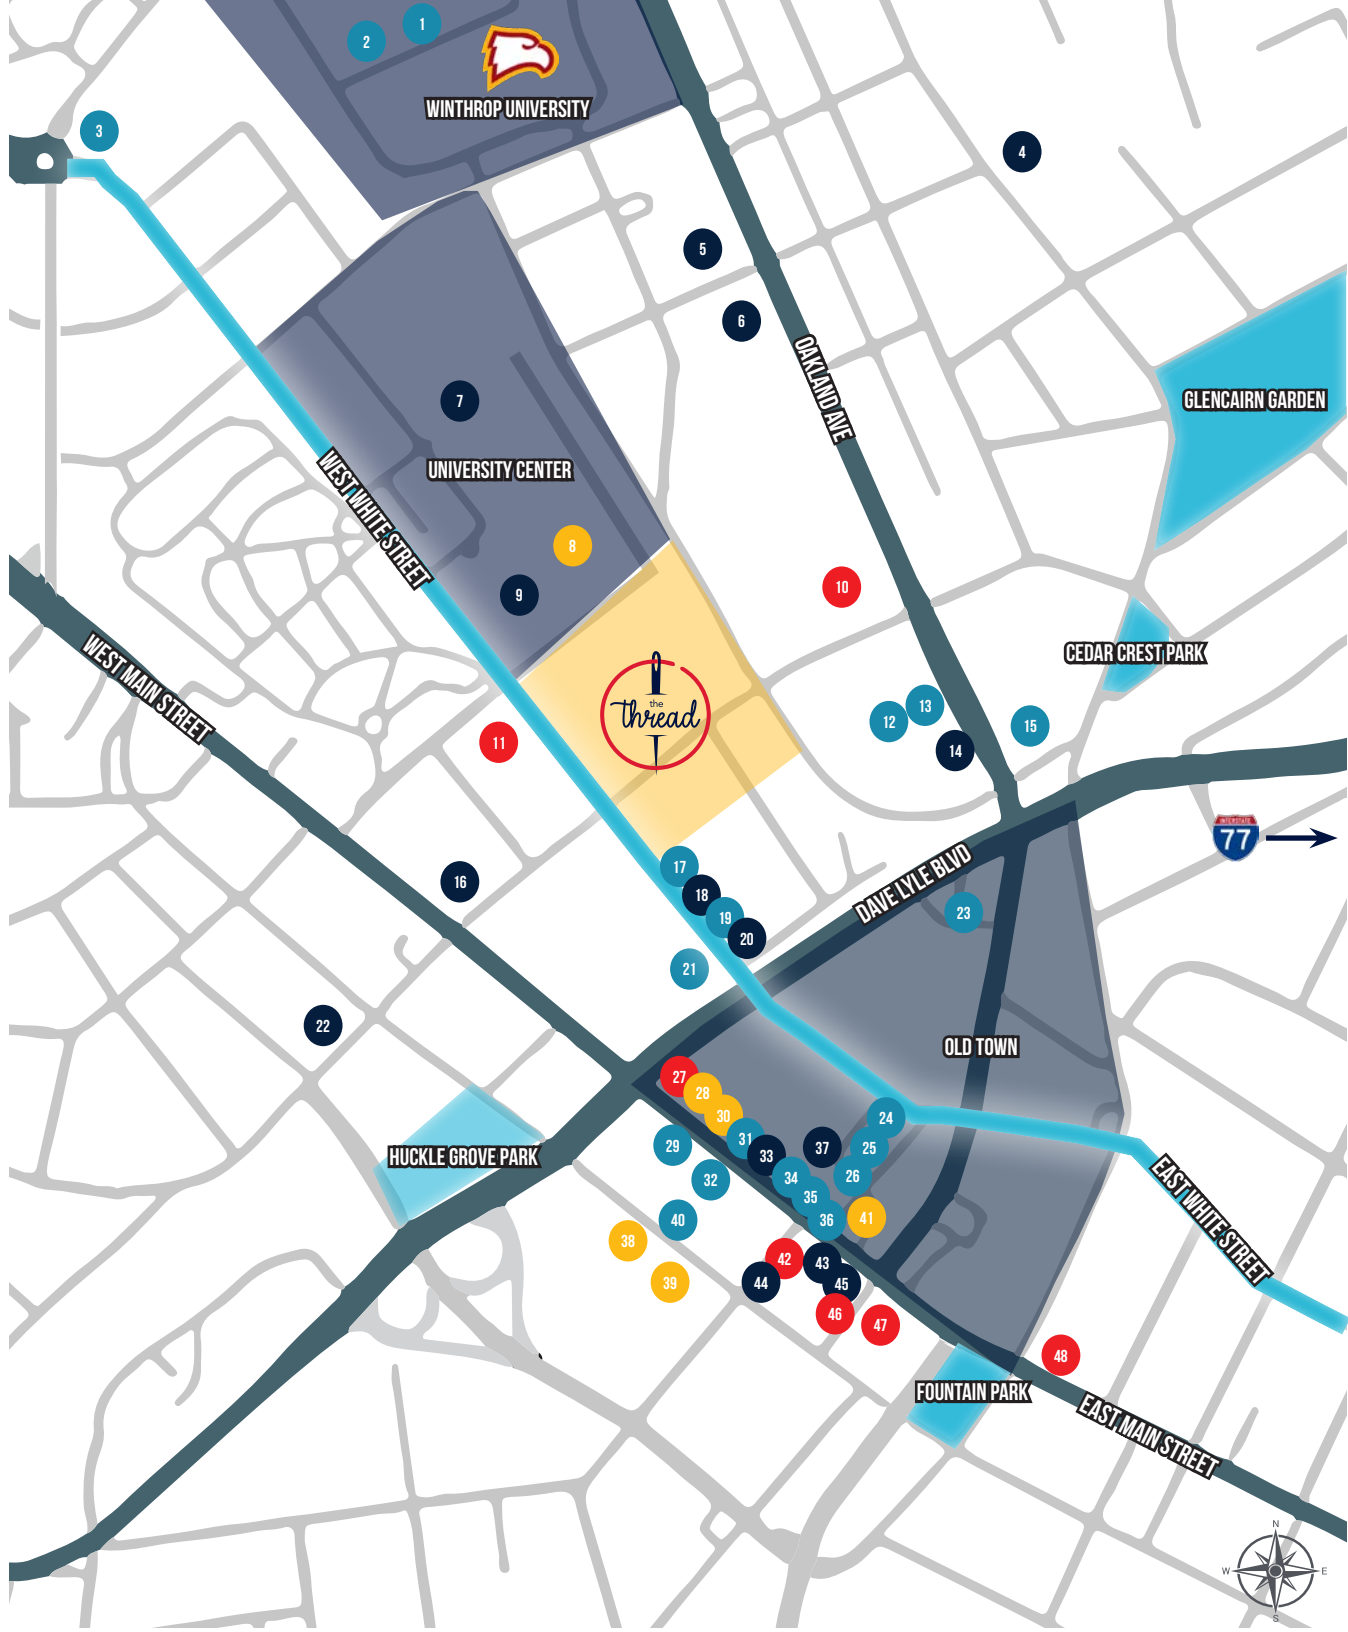 1
2
WINTHROP UNIVERSITY
3
4
5
6
OAKLAND AVE
7
GLENCAIRN GARDEN
UNIVERSITY CENTER
WEST WHITE STREET
8
9
10
CEDAR CREST PARK
WEST MAIN STREET
the
thread
11
12
13
14
15
INTERSTATE
77
16
17
18
19
20
DAVE LYLE BLVD
21
22
23
OLD TOWN
27
28
30
24
29
31
33
37
25
HUCKLE GROVE PARK
32
34
26
35
EAST WHITE STREET
40
36
41
38
39
42
43
44
45
46
47
48
FOUNTAIN PARK
EAST MAIN STREET
N
W
E
S